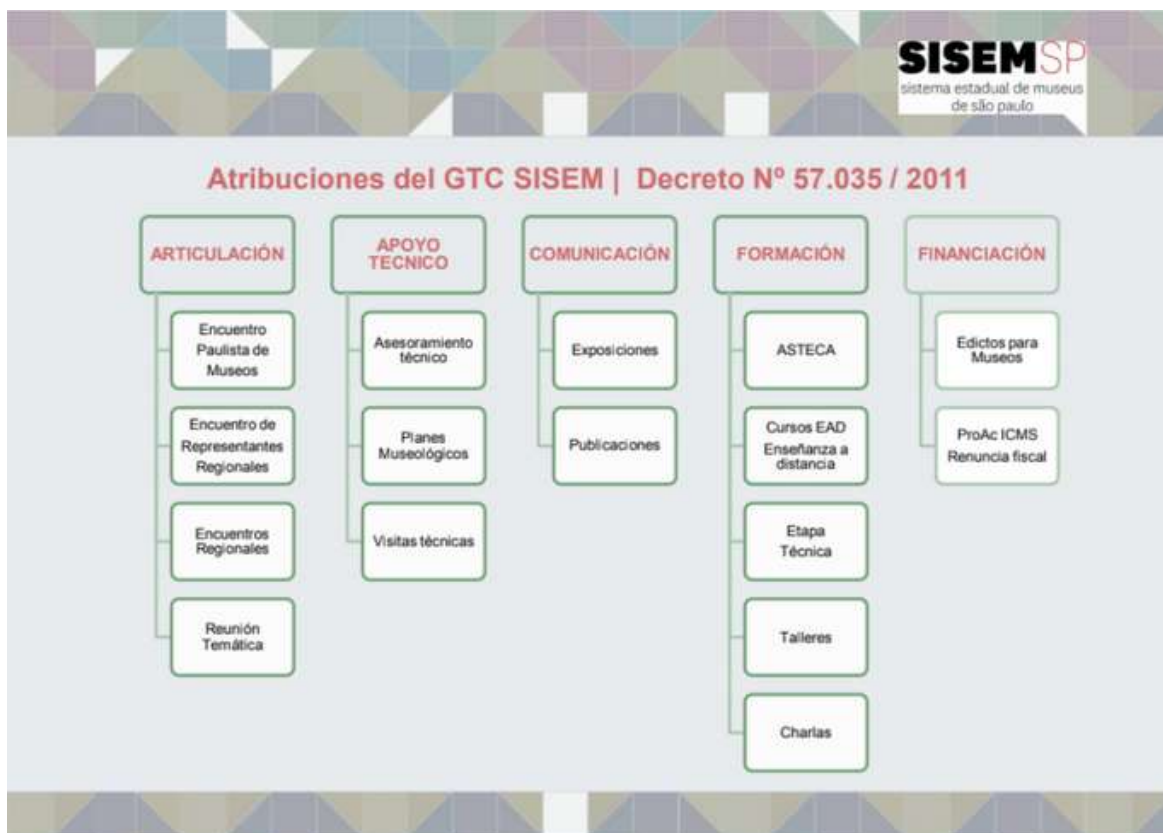 SISEMSP
sistema estadual de museus
de são paulo
Atribuciones del GTC SISEM | Decreto Nº 57.035 / 2011
ARTICULACIÓN
Encuentro
Paulista de
Museos
Encuentro de
Representantes
Regionales
Encuentros
Regionales
Reunión
Temática
APOYO
TECNICO
Asesoramiento
técnico
Planes
Museológicos
Visitas técnicas
COMUNICACIÓN
Exposiciones
Publicaciones
FORMACIÓN
ASTECA
Cursos EAD
Enseñanza a
distancia
Etapa
Técnica
Talleres
Charlas
FINANCIACIÓN
Edictos para
Museos
ProAc ICMS
Renuncia fiscal